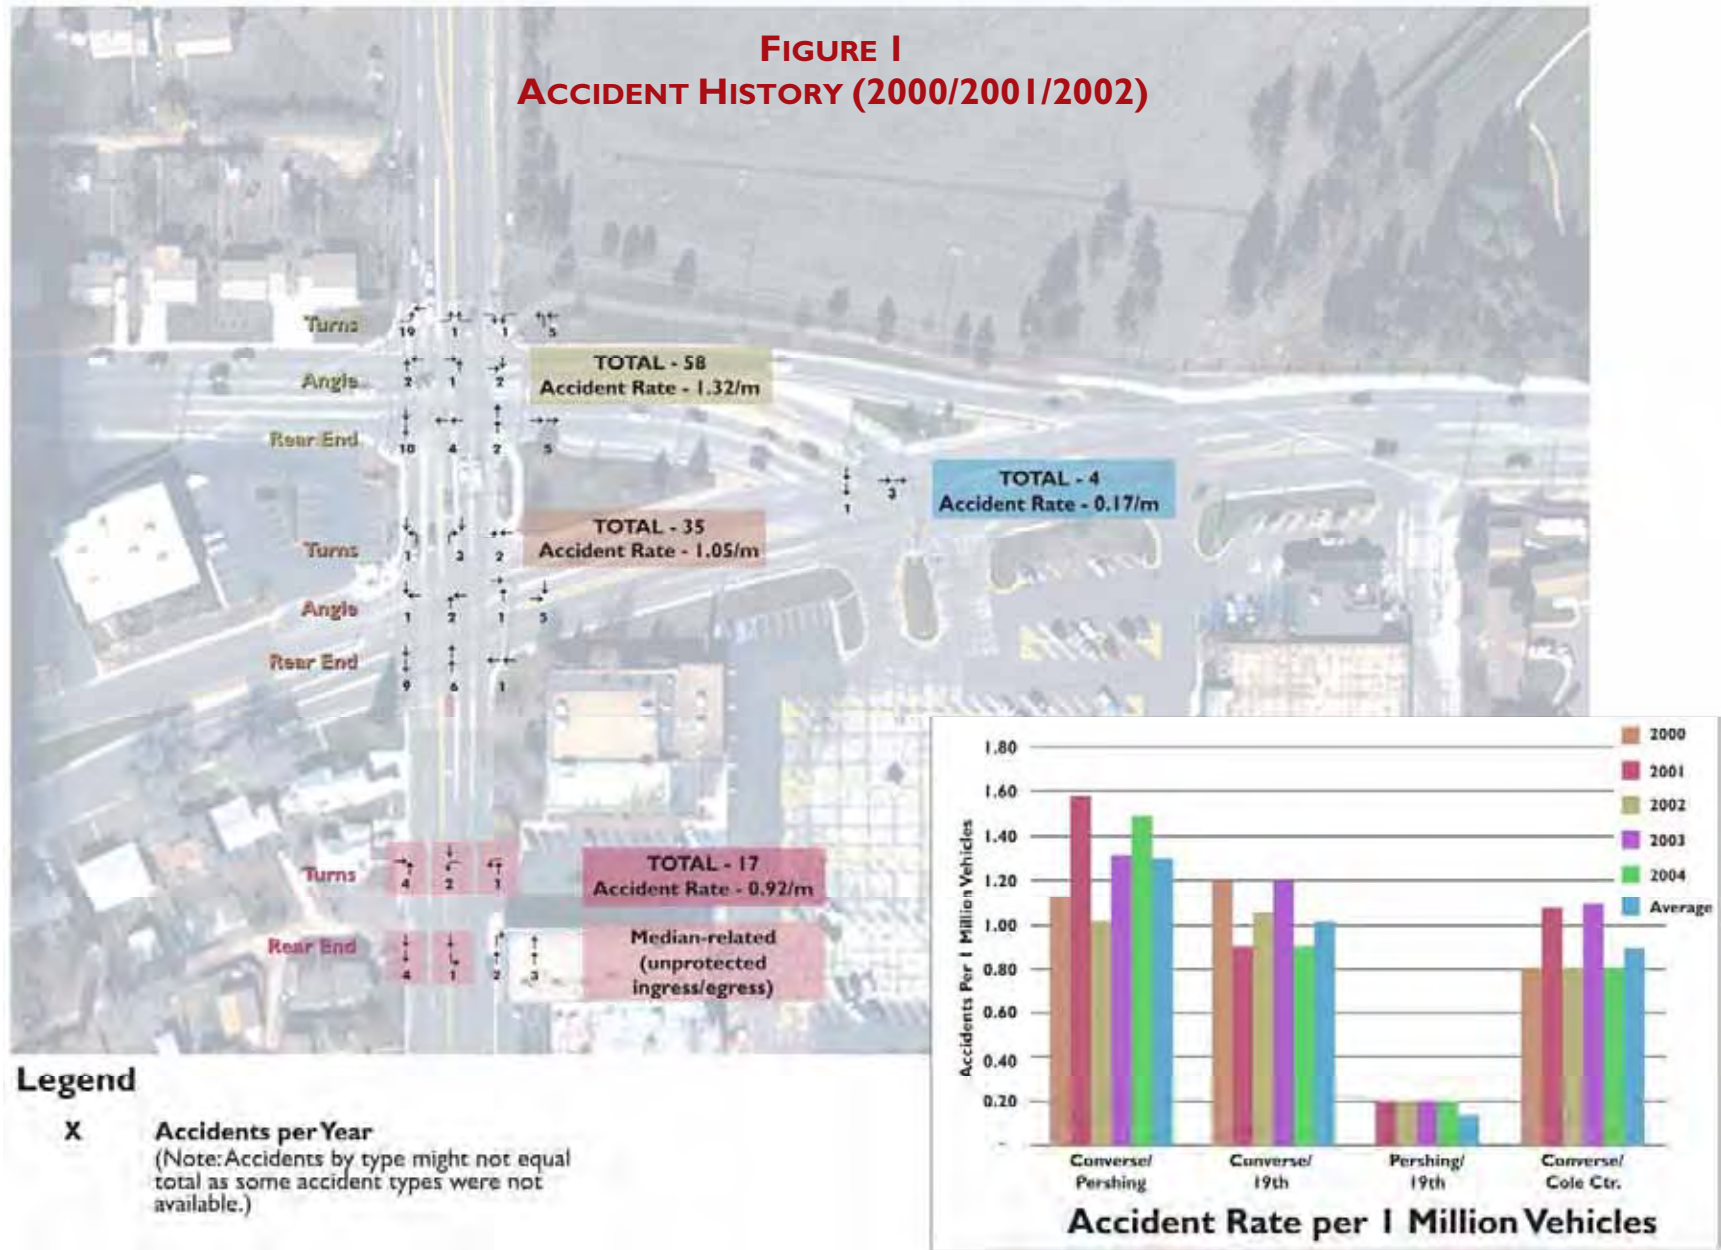 FIGURE 1
ACCIDENT HISTORY (2000/2001/2002)
Turns
19 1 1 5
Angle
2 1 2
TOTAL - 58
Accident Rate - 1.32/m
Rear End
10 4 2 5
1 3
TOTAL - 4
Accident Rate - 0.17/m
Turns
1 3 2
TOTAL - 35
Accident Rate - 1.05/m
Angle
1 2 1 5
Rear End
9 6 1
Turns
4 2 1
TOTAL - 17
Accident Rate - 0.92/m
Rear End
4 1 2 3
Median-related
(unprotected
ingress/egress)
Legend
X Accidents per Year
(Note: Accidents by type might not equal
total as some accident types were not
available.)
Accidents Per 1 Million Vehicles
1.80
1.60
1.40
1.20
1.00
0.80
0.60
0.40
0.20
-
2000
2001
2002
2003
2004
Average
Converse/
Pershing
Converse/
19th
Pershing/
19th
Converse/
Cole Ctr.
Accident Rate per 1 Million Vehicles